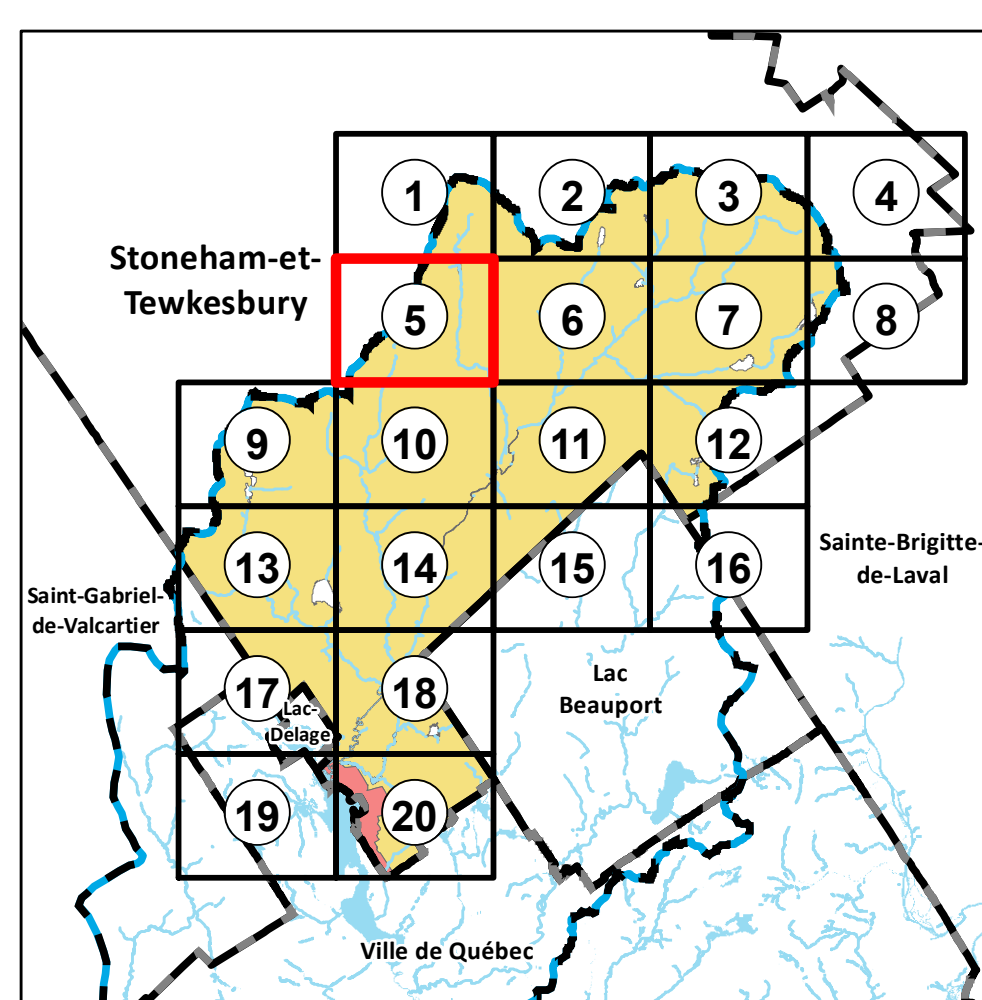 1
2
3
4
Stoneham-et-
Tewkesbury
5
6
7
8
9
10
11
12
13
14
15
16
Sainte-Brigitte-
de-Laval
Saint-Gabriel-
de-Valcartier
17
Lac-
Delage
18
Lac
Beauport
19
20
Ville de Québec